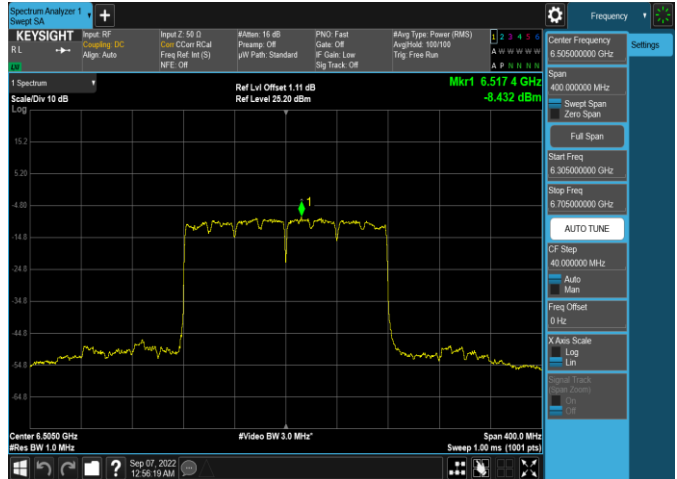 Spectrum Analyzer 1
Swept SA
+
Frequency
KEYSIGHT
RL
Input: RF
Coupling: DC
Align: Auto
Input Z: 50 Ω
Corr CCorr RCal
Freq Ref: Int (S)
NFE: Off
#Atten: 16 dB
Preamp: Off
µW Path: Standard
PNO: Fast
Gate: Off
IF Gain: Low
Sig Track: Off
#Avg Type: Power (RMS)
Avg|Hold: 100/100
Trig: Free Run
1 2 3 4 5 6
A W W W W W
A P N N N N
LXI
1 Spectrum
Scale/Div 10 dB
Log
Ref Lvl Offset 1.11 dB
Ref Level 25.20 dBm
Mkr1 6.517 4 GHz
-8.432 dBm
15.2
5.20
-4.80
-14.8
-24.8
-34.8
-44.8
-54.8
-64.8
1
Center 6.5050 GHz
#Res BW 1.0 MHz
#Video BW 3.0 MHz*
Span 400.0 MHz
Sweep 1.00 ms (1001 pts)
Sep 07, 2022
12:56:19 AM
?
Center Frequency
6.505000000 GHz
Span
400.000000 MHz
Swept Span
Zero Span
Full Span
Start Freq
6.305000000 GHz
Stop Freq
6.705000000 GHz
AUTO TUNE
CF Step
40.000000 MHz
Auto
Man
Freq Offset
0 Hz
X Axis Scale
Log
Lin
Signal Track
(Span Zoom)
On
Off
Settings